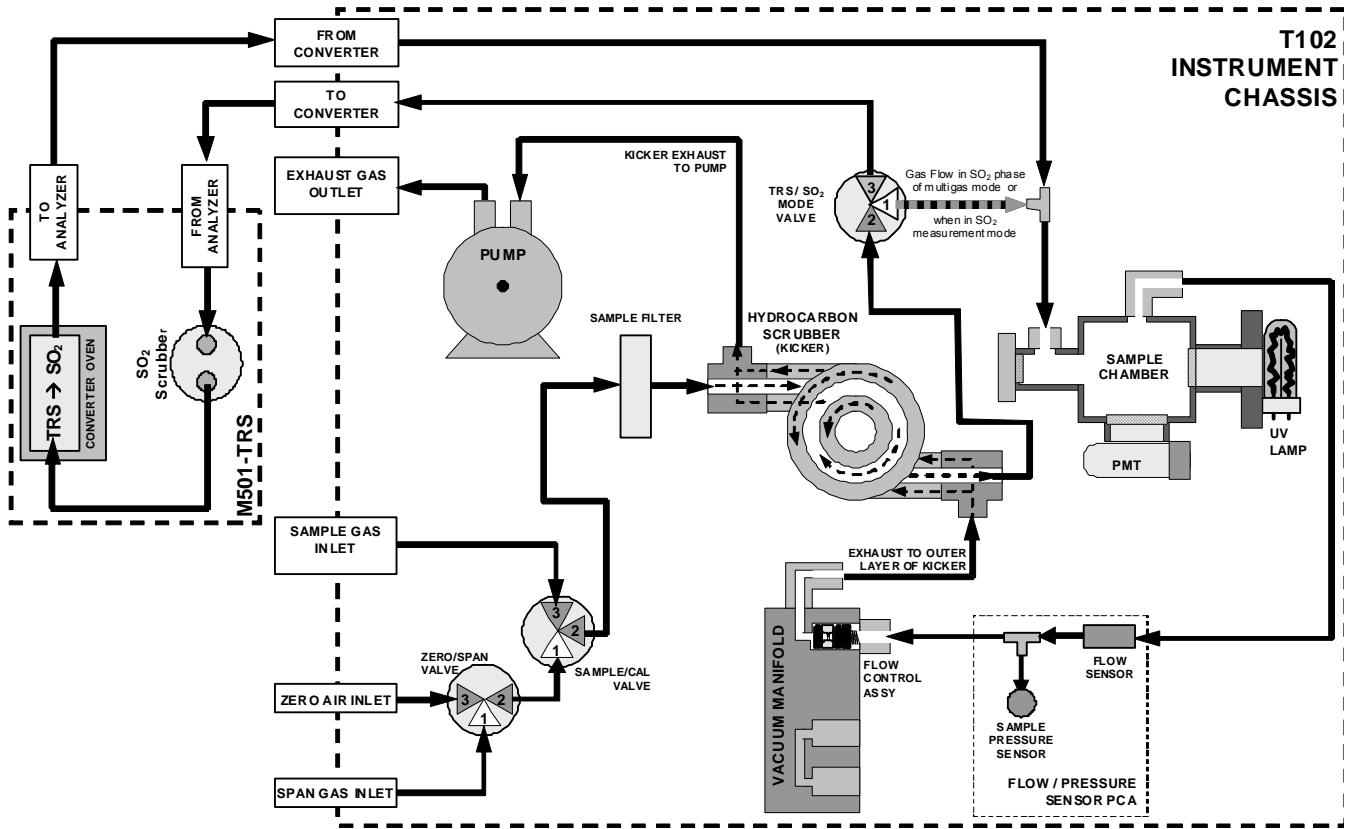 FROM
CONVERTER
TO
CONVERTER
EXHAUST GAS
OUTLET
T102
INSTRUMENT
CHASSIS
KICKER EXHAUST
TO PUMP
TRS/ SO2
MODE
VALVE
3
1
2
Gas Flow in SO2 phase
of multigas mode or
when in SO2
measurement mode
TO
ANALYZER
FROM
ANALYZER
PUMP
SAMPLE FILTER
HYDROCARBON
SCRUBBER
(KICKER)
SAMPLE
CHAMBER
UV
LAMP
PMT
TRS → SO2
CONVERTER OVEN
SO2
Scrubber
M501-TRS
SAMPLE GAS
INLET
3
2
1
SAMPLE/CAL
VALVE
ZERO/SPAN
VALVE
3
2
1
ZERO AIR INLET
SPAN GAS INLET
EXHAUST TO OUTER
LAYER OF KICKER
VACUUM MANIFOLD
FLOW
CONTROL
ASSY
FLOW
SENSOR
SAMPLE
PRESSURE
SENSOR
FLOW / PRESSURE
SENSOR PCA